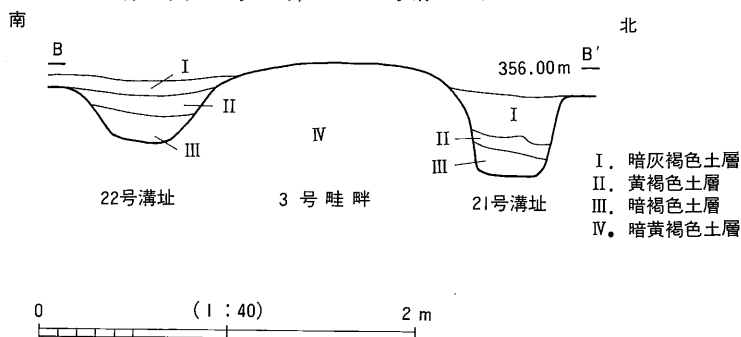 南
北
B
B'
356.00m
I
II
III
IV
I
II
III
I. 暗灰褐色土層
II. 黄褐色土層
III. 暗褐色土層
IV. 暗黄褐色土層
22号溝址
3号畦畔
21号溝址
0
(1:40)
2m